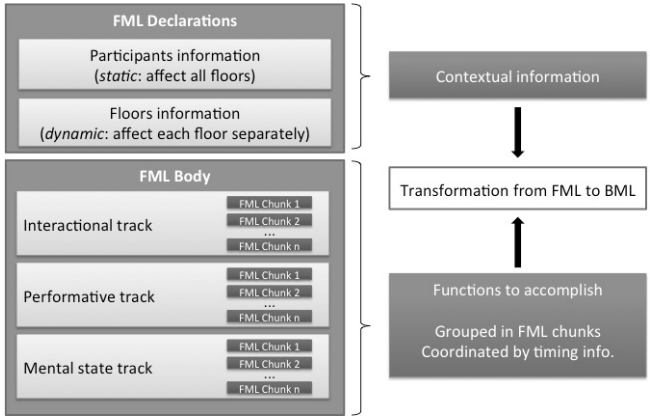 FML Declarations
Participants information
(static: affect all floors)
Floors information
(dynamic: affect each floor separately)
Contextual information
Transformation from FML to BML
FML Body
Interactional track
FML Chunk 1
FML Chunk 2
...
FML Chunk n
Performative track
FML Chunk 1
FML Chunk 2
...
FML Chunk n
Mental state track
FML Chunk 1
FML Chunk 2
...
FML Chunk n
Functions to accomplish
Grouped in FML chunks
Coordinated by timing info.